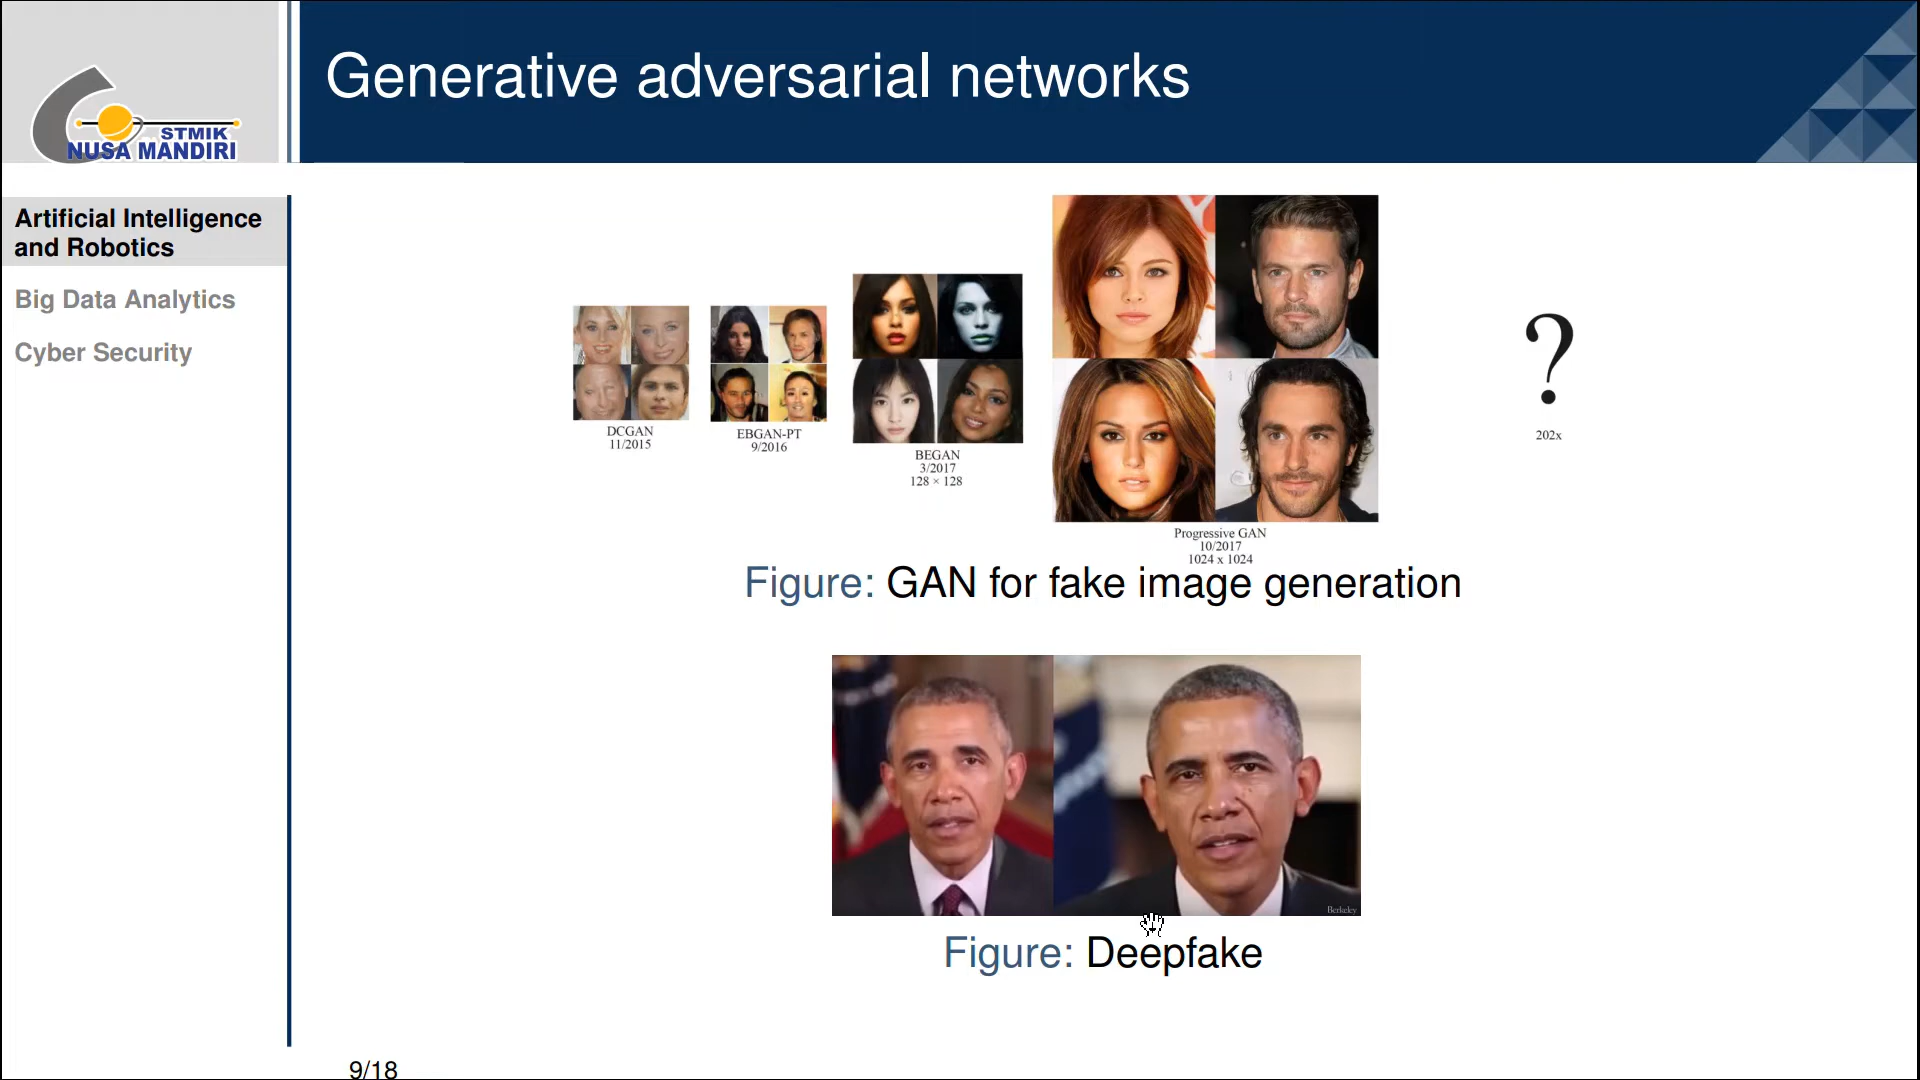 Generative adversarial networks
STMIK
NUSA MANDIRI
Artificial Intelligence
and Robotics
Big Data Analytics
Cyber Security
DCGAN
11/2015
EBGAN-PT
9/2016
BEGAN
3/2017
128 × 128
Progressive GAN
10/2017
1024 x 1024
?
202x
Figure: GAN for fake image generation
Berkeley
Figure: Deepfake
9/18